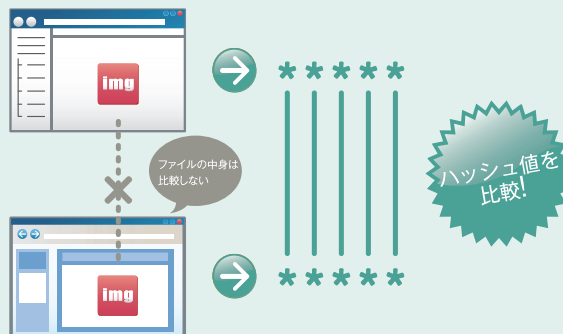 img
* * * * *
ファイルの中身は
比較しない
ハッシュ値を
比較!
img
* * * * *